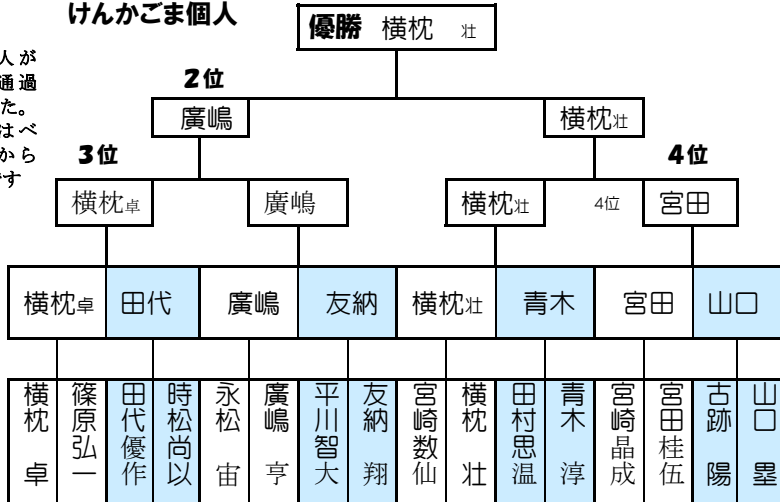 けんかごま個人
優勝 横枕 壮
人が
通過
た。
はべ
から
す
2位
廣嶋
横枕壮
3位
4位
横枕卓
廣嶋
横枕壮
4位
宮田
横枕卓 田代 廣嶋 友納 横枕壮 青木 宮田 山口
横枕 卓
篠原弘一
田代優作
時松尚以
永松 宙
廣嶋 亨
平川智大
友納 翔
宮崎数仙
横枕 壮
田村思温
青木 淳
宮崎晶成
宮田桂伍
古跡 陽
山口 塁